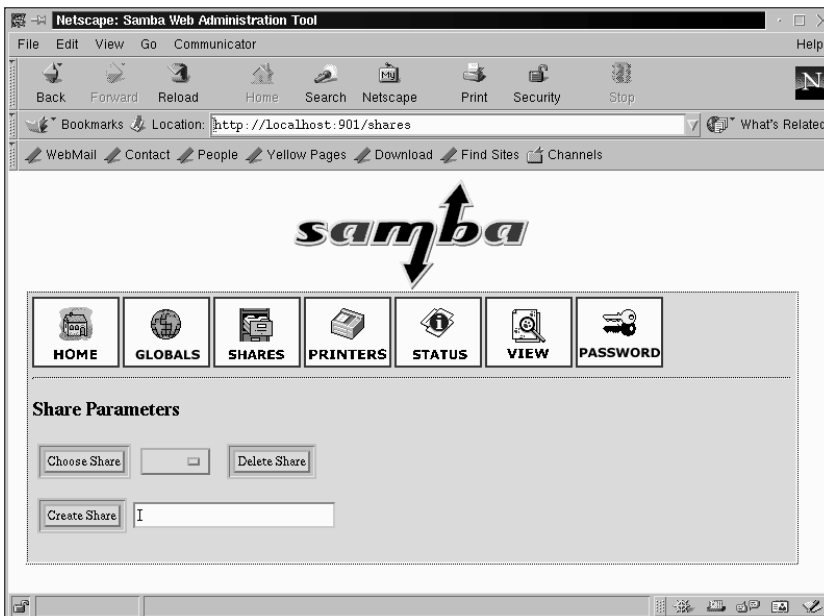 Netscape: Samba Web Administration Tool
File Edit View Go Communicator Help
Back Forward Reload Home Search My Netscape Print Security Stop N
Bookmarks Location: http://localhost:901/shares What's Related
WebMail Contact People Yellow Pages Download Find Sites Channels
samba
HOME GLOBALS SHARES PRINTERS STATUS VIEW PASSWORD
Share Parameters
Choose Share Delete Share
Create Share